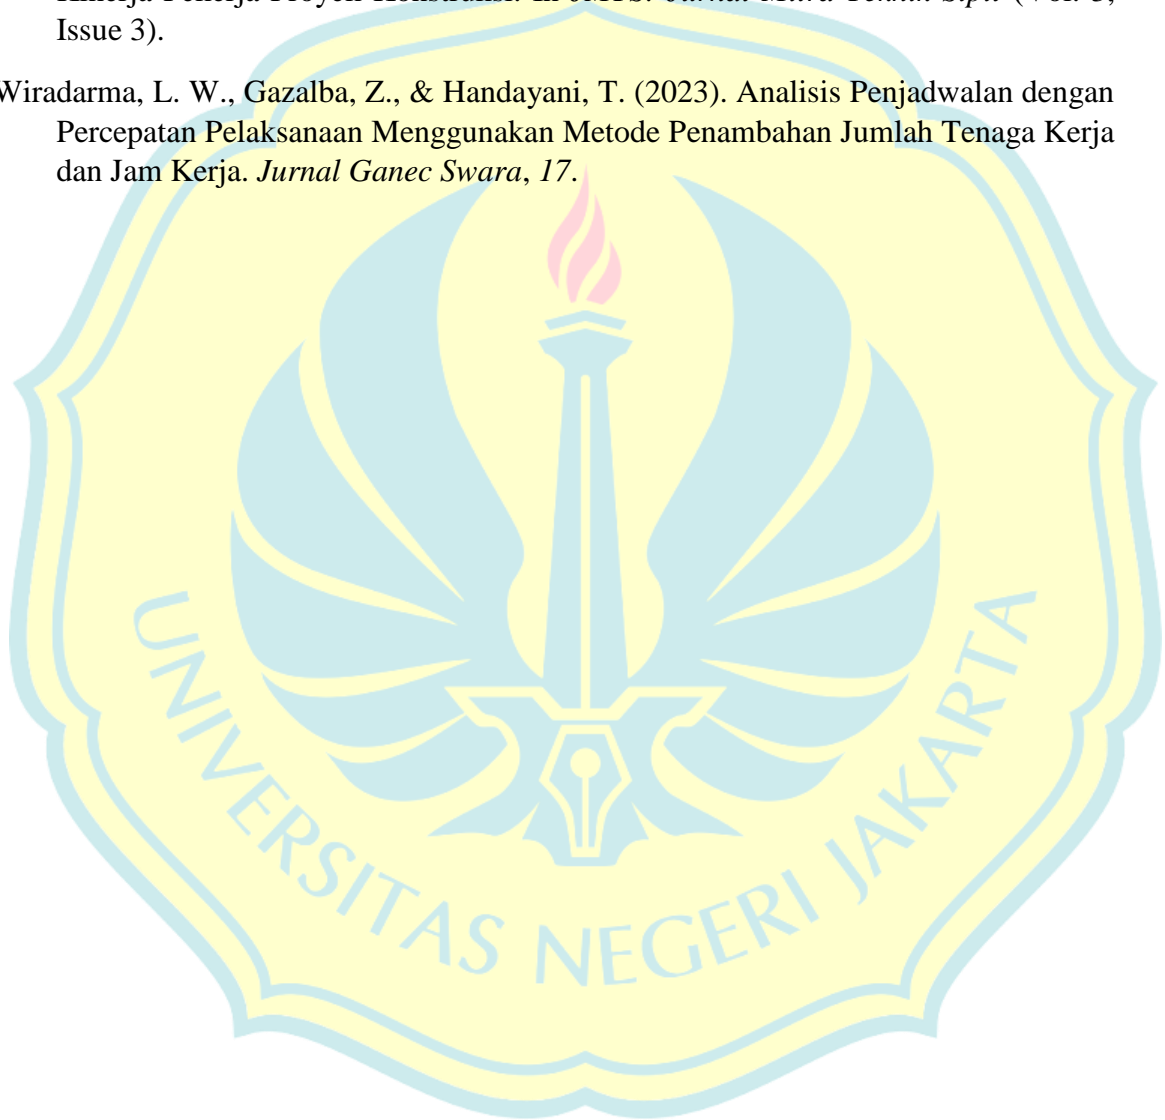 Kinerja Pekerja Proyek Konstruksi. In JMTS: Jurnal Mitra Teknik Sipil (Vol. 5,
Issue 3).
Wiradarma, L. W., Gazalba, Z., & Handayani, T. (2023). Analisis Penjadwalan dengan
Percepatan Pelaksanaan Menggunakan Metode Penambahan Jumlah Tenaga Kerja
dan Jam Kerja. Jurnal Ganec Swara, 17.
UNIVERSITAS NEGERI JAKARTA